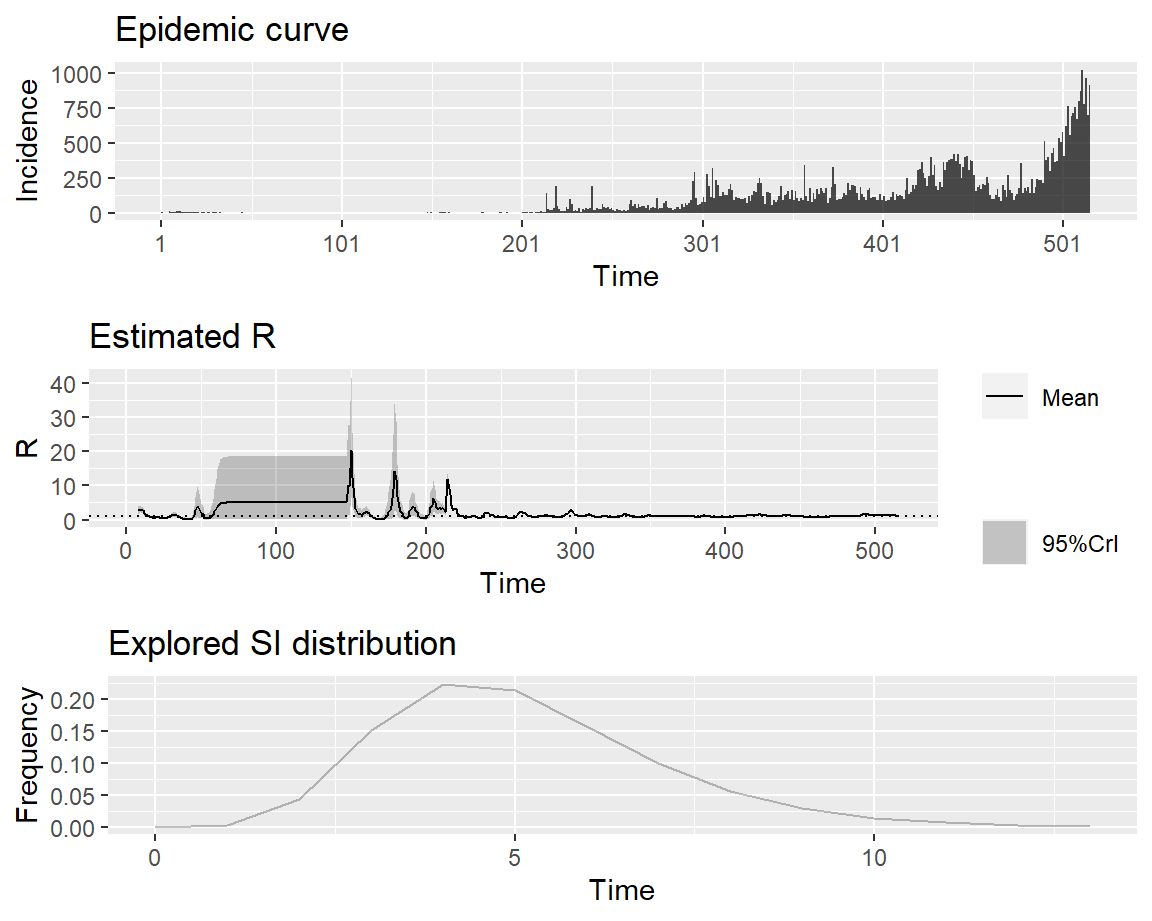 Epidemic curve
1000
750
500
250
0
Incidence
1 101 201 301 401 501
Time
Estimated R
40
30
20
10
0
R
0 100 200 300 400 500
Time
Mean
95%CrI
Explored SI distribution
0.20
0.15
0.10
0.05
0.00
Frequency
0 5 10
Time